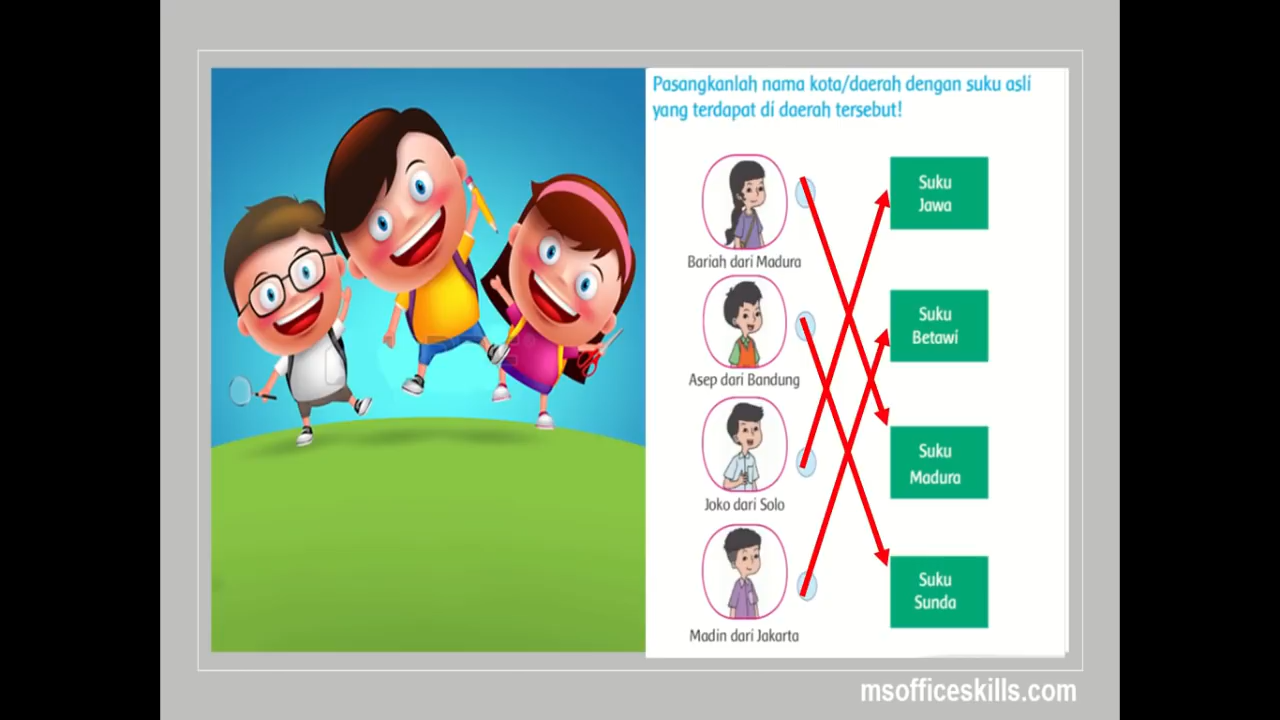 Pasangkanlah nama kota/daerah dengan suku asli
yang terdapat di daerah tersebut!
Bariah dari Madura
Asep dari Bandung
Joko dari Solo
Madin dari Jakarta
Suku
Jawa
Suku
Betawi
Suku
Madura
Suku
Sunda
msofficeskills.com